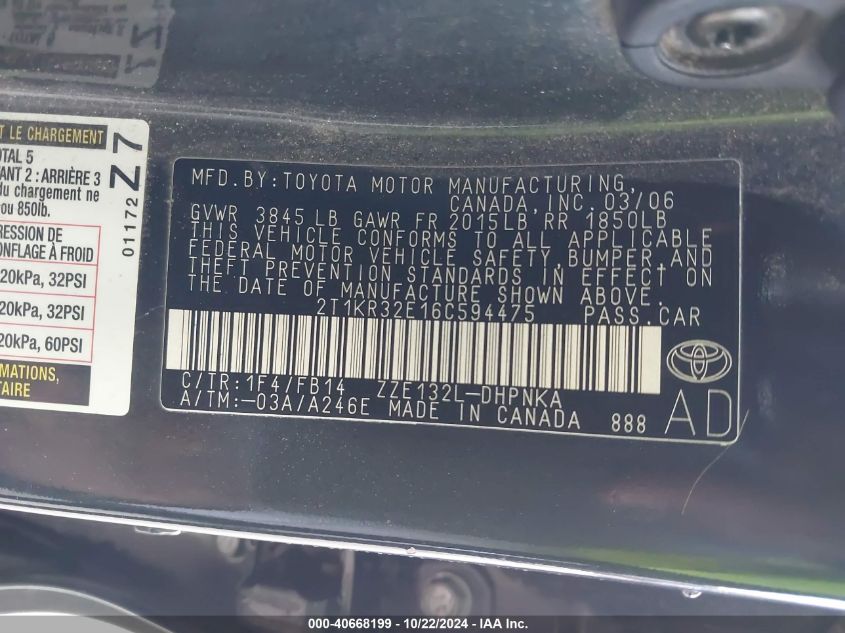 T LE CHARGEMENT
OTAL 5
ANT 2 : ARRIÈRE 3
du chargement ne
ou 850lb.
RESSION DE
ONFLAGE À FROID
20kPa, 32PSI
20kPa, 32PSI
20kPa, 60PSI
MATIONS,
TAIRE
01172
Z7
MFD.BY:TOYOTA MOTOR MANUFACTURING,
CANADA, INC. 03/06
GVWR 3845 LB GAWR FR 2015LB RR 1850LB
THIS VEHICLE CONFORMS TO ALL APPLICABLE
FEDERAL MOTOR VEHICLE SAFETY, BUMPER, AND
THEFT PREVENTION STANDARDS IN EFFECT ON
THE DATE OF MANUFACTURE SHOWN ABOVE.
2T1KR32E16C594475 PASS.CAR
C/TR:1F4/FB14 ZZE132L-DHPNKA
A/TM:-03A/A246E MADE IN CANADA 888
AD
000-40668199 - 10/22/2024 - IAA Inc.